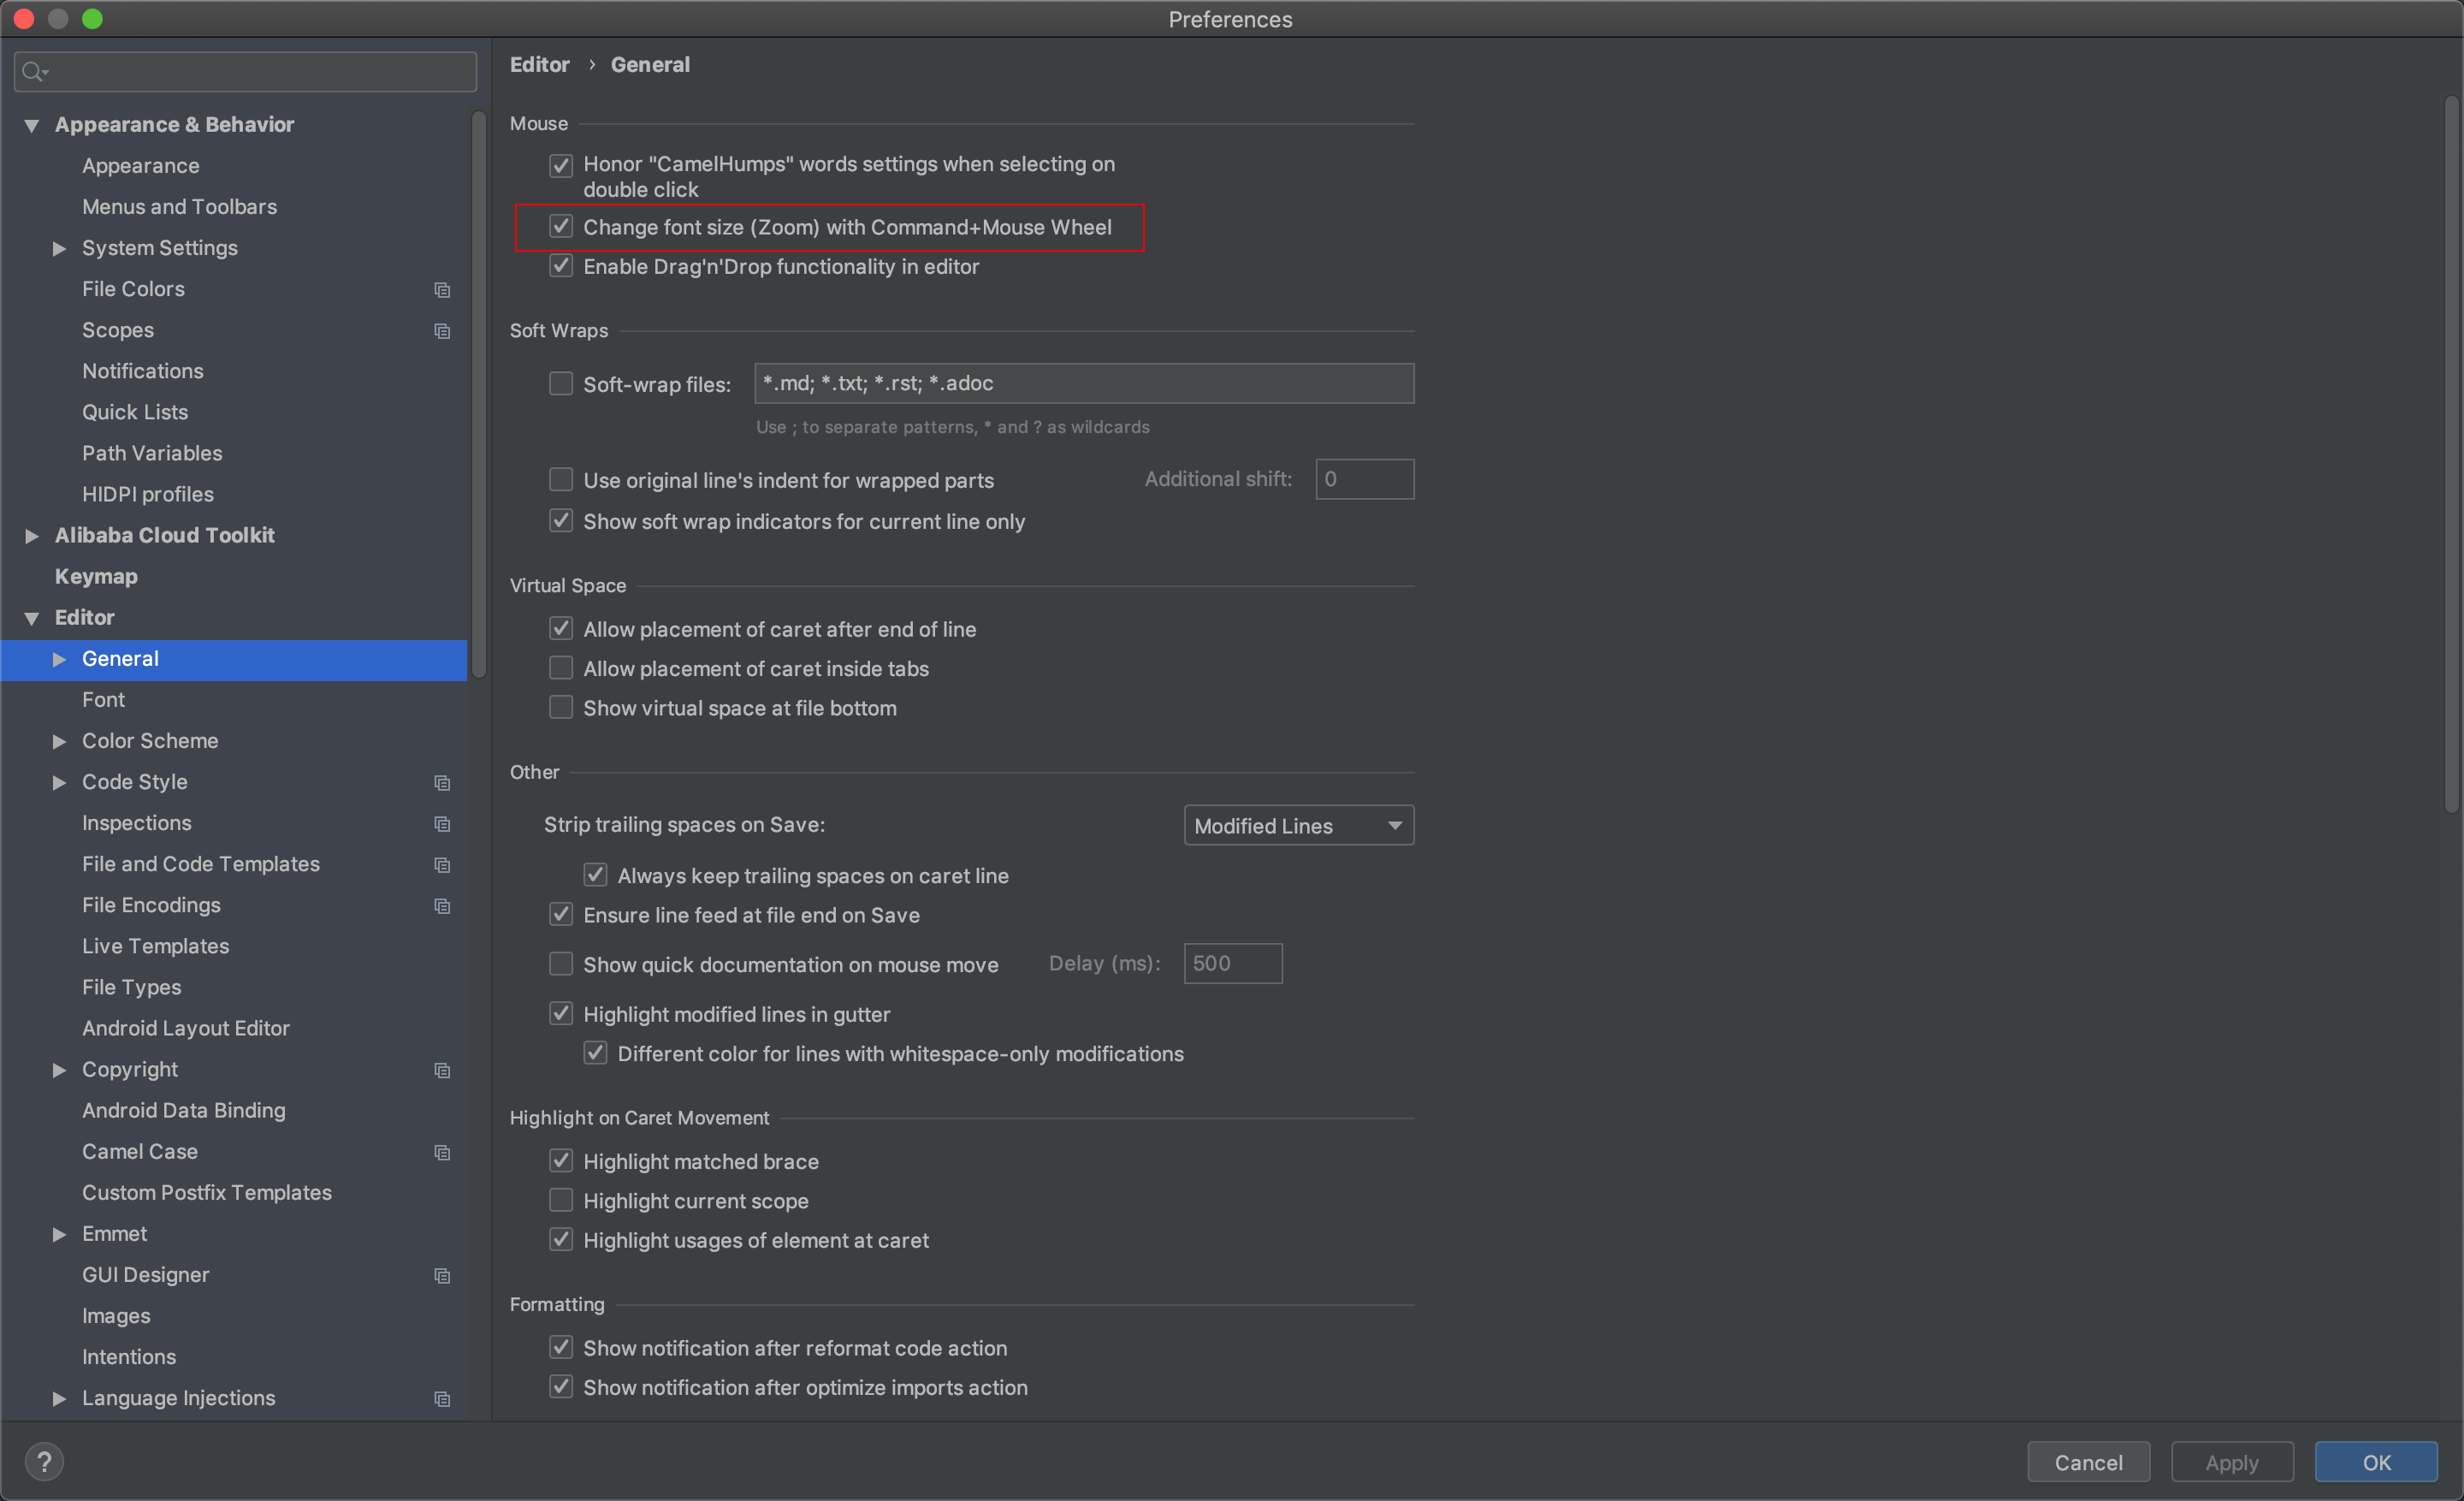 Preferences
Appearance & Behavior
Appearance
Menus and Toolbars
System Settings
File Colors
Scopes
Notifications
Quick Lists
Path Variables
HIDPI profiles
Alibaba Cloud Toolkit
Keymap
Editor
General
Font
Color Scheme
Code Style
Inspections
File and Code Templates
File Encodings
Live Templates
File Types
Android Layout Editor
Copyright
Android Data Binding
Camel Case
Custom Postfix Templates
Emmet
GUI Designer
Images
Intentions
Language Injections
Editor › General
Mouse
Honor "CamelHumps" words settings when selecting on
double click
Change font size (Zoom) with Command+Mouse Wheel
Enable Drag'n'Drop functionality in editor
Soft Wraps
Soft-wrap files: *.md; *.txt; *.rst; *.adoc
Use ; to separate patterns, * and ? as wildcards
Use original line's indent for wrapped parts Additional shift: 0
Show soft wrap indicators for current line only
Virtual Space
Allow placement of caret after end of line
Allow placement of caret inside tabs
Show virtual space at file bottom
Other
Strip trailing spaces on Save: Modified Lines
Always keep trailing spaces on caret line
Ensure line feed at file end on Save
Show quick documentation on mouse move Delay (ms): 500
Highlight modified lines in gutter
Different color for lines with whitespace-only modifications
Highlight on Caret Movement
Highlight matched brace
Highlight current scope
Highlight usages of element at caret
Formatting
Show notification after reformat code action
Show notification after optimize imports action
? Cancel Apply OK